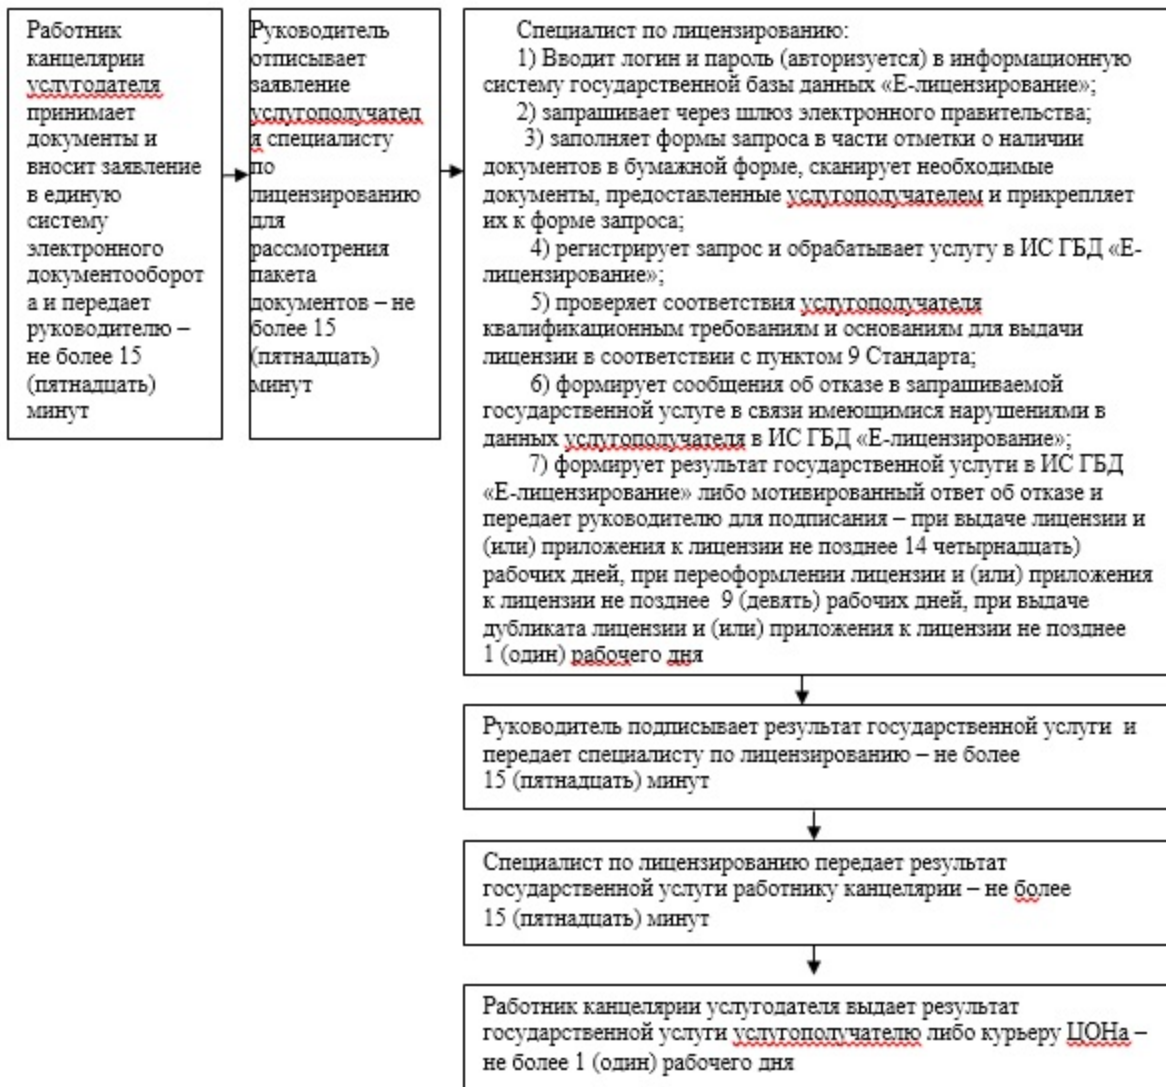 Работник
канцелярии
услугодателя
принимает
документы и
вносит заявление
в единую
систему
электронного
документооборот
а и передает
руководителю –
не более 15
(пятнадцать)
минут
Руководитель
отписывает
заявление
услугополучател
я специалисту
по
лицензированию
для
рассмотрения
пакета
документов – не
более 15
(пятнадцать)
минут
Специалист по лицензированию:
1) Вводит логин и пароль (авторизуется) в информационную
систему государственной базы данных «Е-лицензирование»;
2) запрашивает через шлюз электронного правительства;
3) заполняет формы запроса в части отметки о наличии
документов в бумажной форме, сканирует необходимые
документы, предоставленные услугополучателем и прикрепляет
их к форме запроса;
4) регистрирует запрос и обрабатывает услугу в ИС ГБД «Е-
лицензирование»;
5) проверяет соответствия услугополучателя
квалификационным требованиям и основаниям для выдачи
лицензии в соответствии с пунктом 9 Стандарта;
6) формирует сообщения об отказе в запрашиваемой
государственной услуге в связи имеющимися нарушениями в
данных услугополучателя в ИС ГБД «Е-лицензирование»;
7) формирует результат государственной услуги в ИС ГБД
«Е-лицензирование» либо мотивированный ответ об отказе и
передает руководителю для подписания – при выдаче лицензии и
(или) приложения к лицензии не позднее 14 четырнадцать)
рабочих дней, при переоформлении лицензии и (или) приложения
к лицензии не позднее 9 (девять) рабочих дней, при выдаче
дубликата лицензии и (или) приложения к лицензии не позднее
1 (один) рабочего дня
Руководитель подписывает результат государственной услуги и
передает специалисту по лицензированию – не более
15 (пятнадцать) минут
Специалист по лицензированию передает результат
государственной услуги работнику канцелярии – не более
15 (пятнадцать) минут
Работник канцелярии услугодателя выдает результат
государственной услуги услугополучателю либо курьеру ЦОНа –
не более 1 (один) рабочего дня